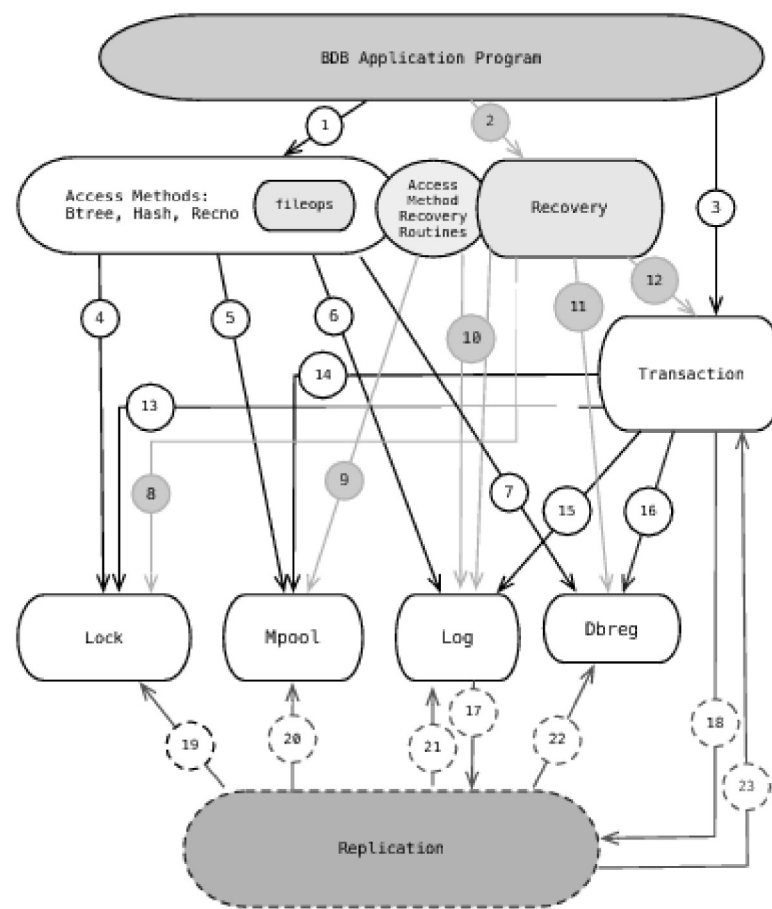 BDB Application Program
1
2
Access Methods:
Btree, Hash, Recno
fileops
Access
Method
Recovery
Routines
Recovery
3
4
5
6
10
11
12
14
Transaction
13
8
9
7
15
16
Lock
Mpool
Log
Dbreg
17
18
19
20
21
22
23
Replication